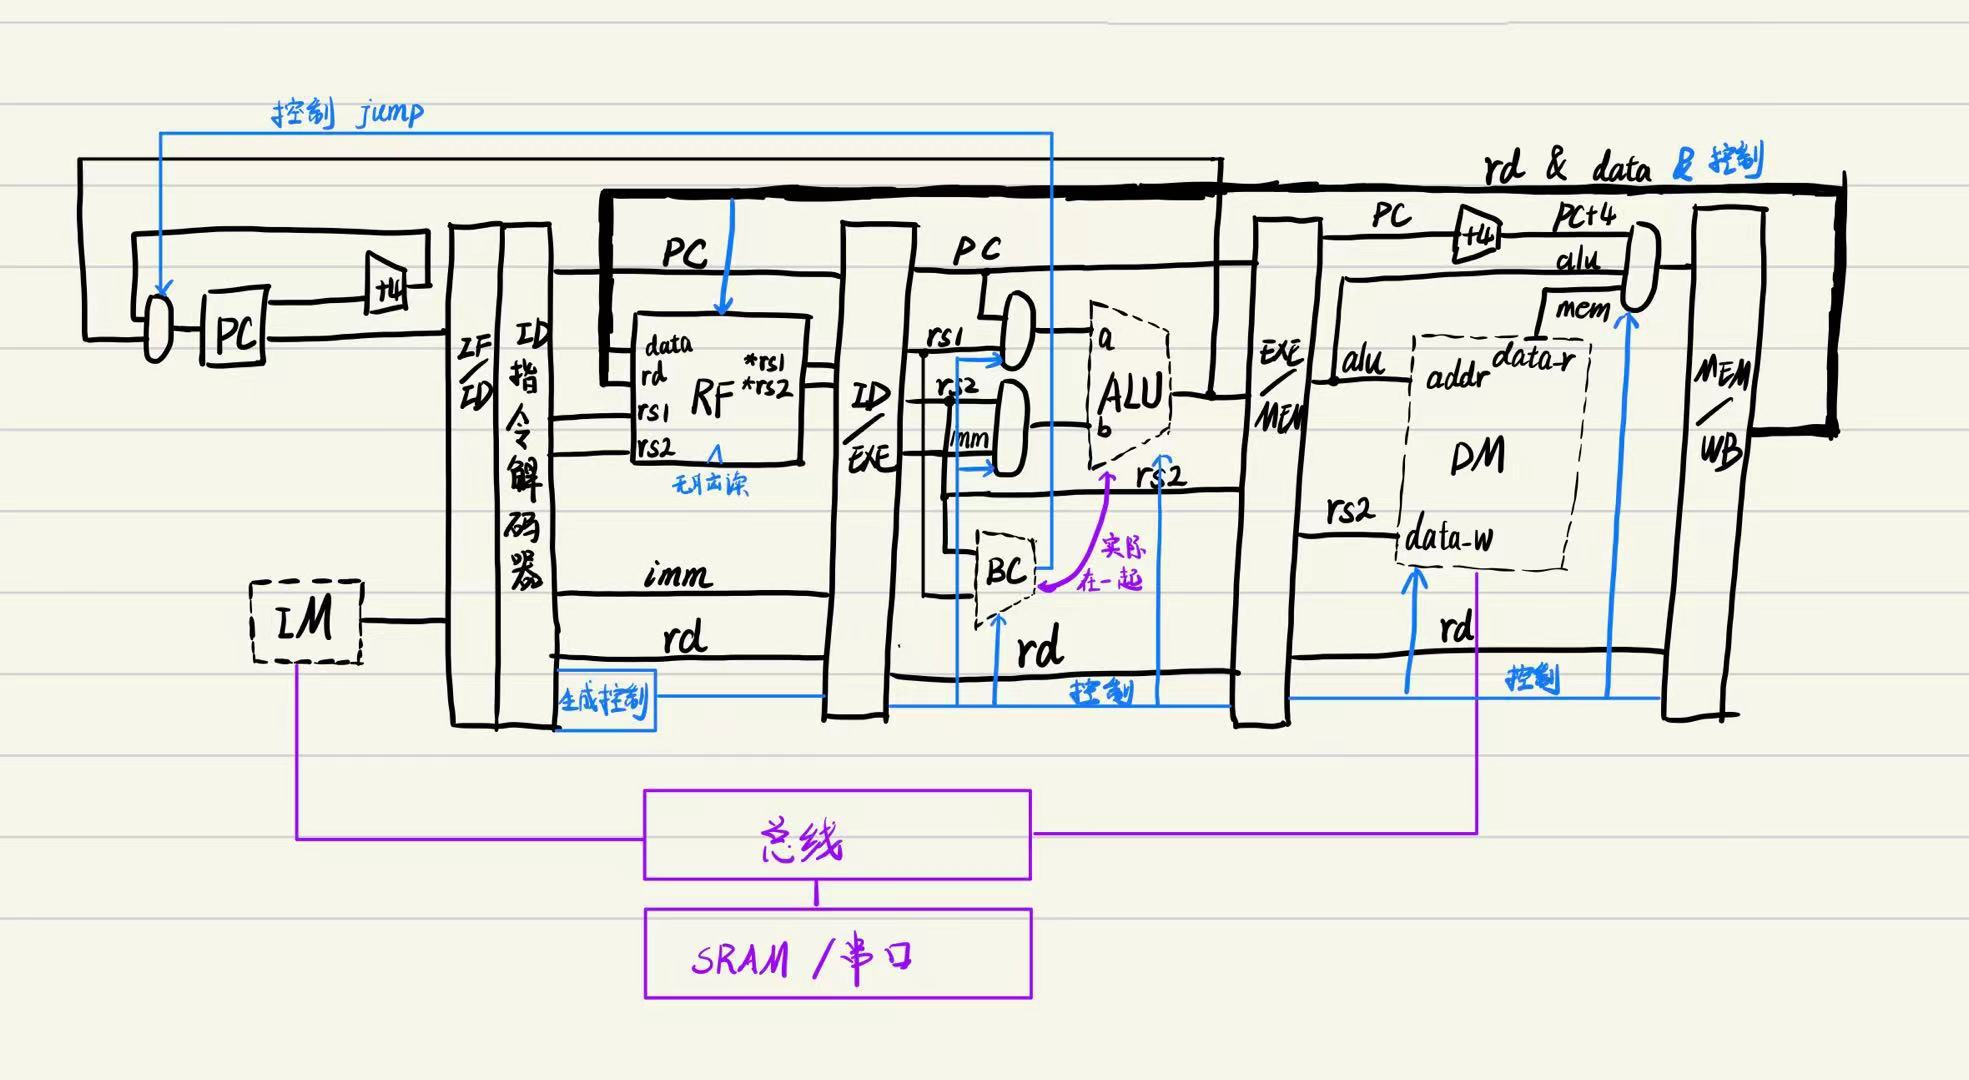 控制 jump
rd & data & 控制
PC
+4
IF/ID
ID 指令解码器
PC
data
rd
rs1
rs2
RF
*rs1
*rs2
imm
rd
生成控制
ID/EXE
PC
rs1
rs2
imm
a
b
ALU
rs2
BC
实际
在一起
rd
控制
EXE/MEM
PC
+4
PC+4
alu
mem
alu
addr
data-r
DM
rs2
data-w
rd
控制
MEM/WB
IM
总线
SRAM / 串口